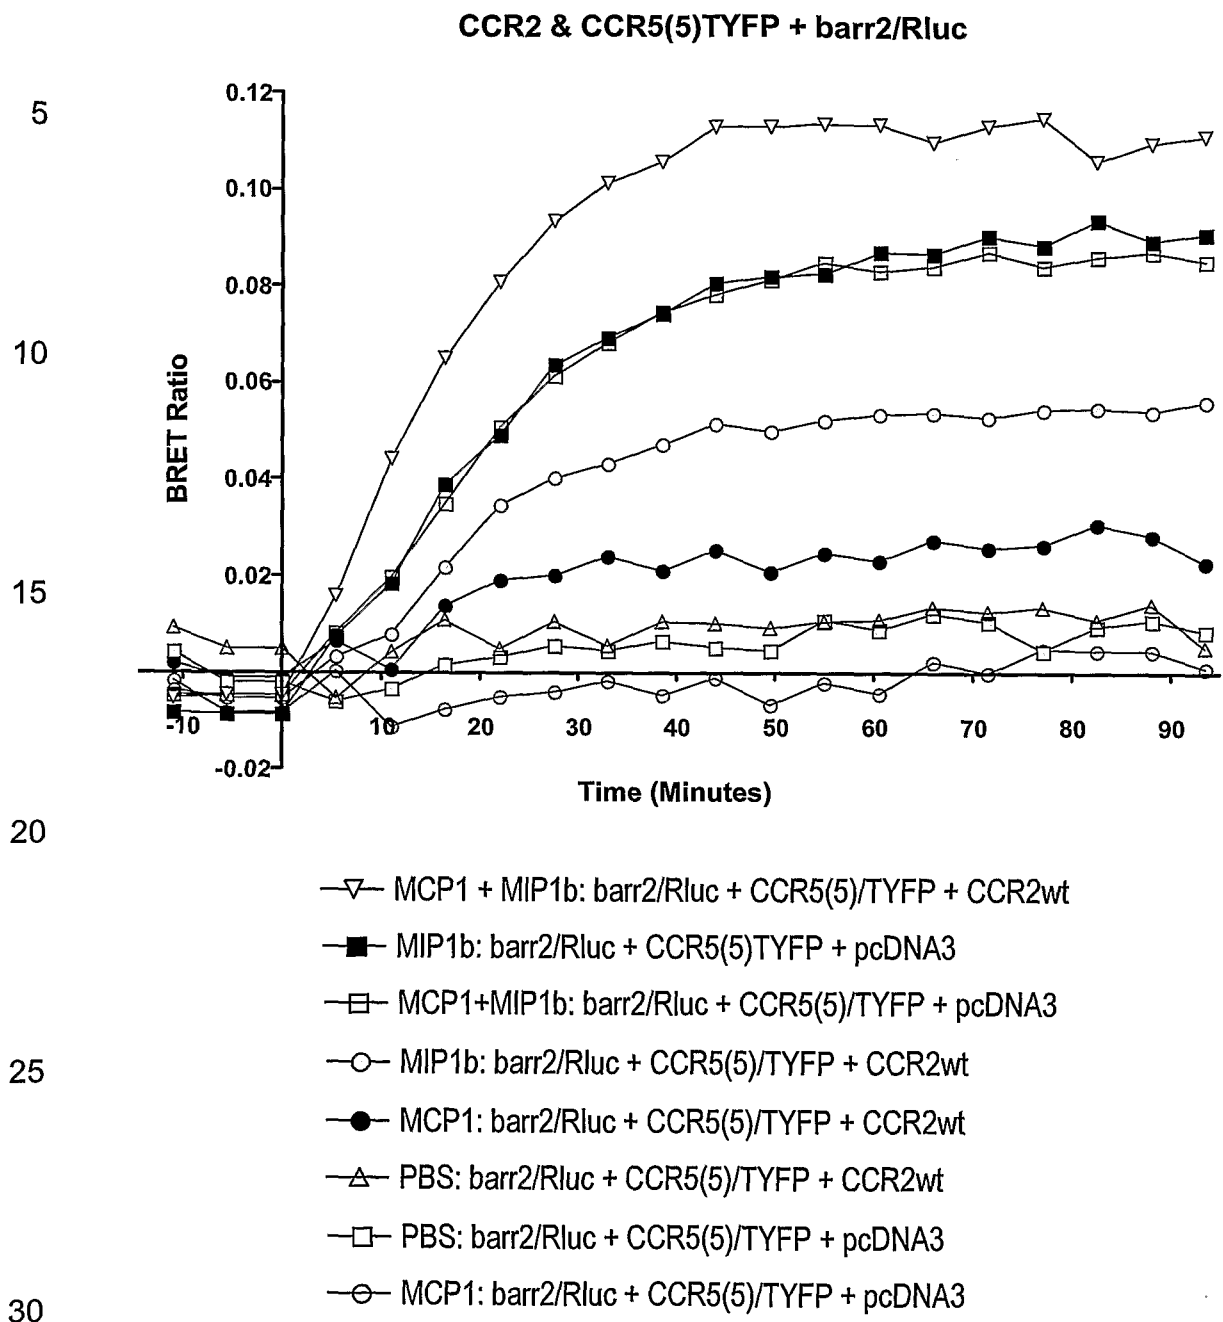 CCR2 & CCR5(5)TYFP + barr2/Rluc
5
10
15
20
25
30
0.12
0.10
0.08
0.06
0.04
0.02
-0.02
BRET Ratio
-10 10 20 30 40 50 60 70 80 90
Time (Minutes)
MCP1 + MIP1b: barr2/Rluc + CCR5(5)/TYFP + CCR2wt
MIP1b: barr2/Rluc + CCR5(5)TYFP + pcDNA3
MCP1+MIP1b: barr2/Rluc + CCR5(5)/TYFP + pcDNA3
MIP1b: barr2/Rluc + CCR5(5)/TYFP + CCR2wt
MCP1: barr2/Rluc + CCR5(5)/TYFP + CCR2wt
PBS: barr2/Rluc + CCR5(5)/TYFP + CCR2wt
PBS: barr2/Rluc + CCR5(5)/TYFP + pcDNA3
MCP1: barr2/Rluc + CCR5(5)/TYFP + pcDNA3